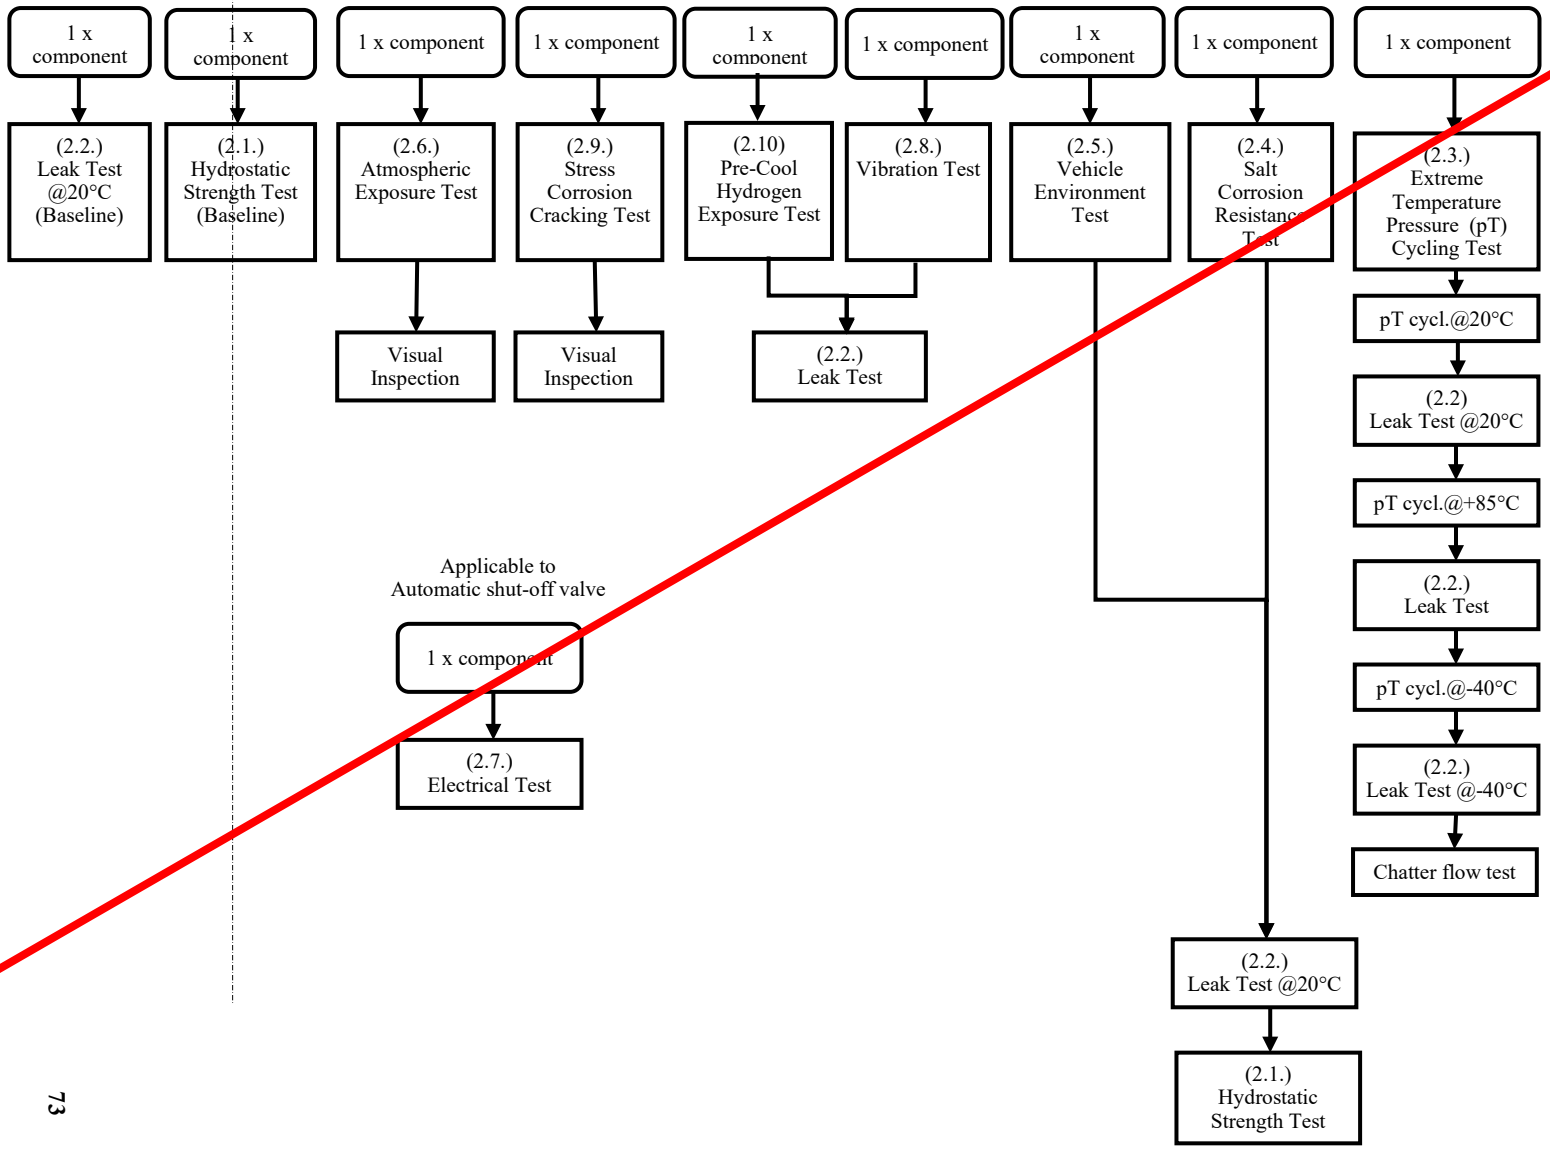 1 x
component
1 x
component
1 x component
1 x component
1 x
component
1 x component
1 x
component
1 x component
1 x component
(2.2.)
Leak Test
@20°C
(Baseline)
(2.1.)
Hydrostatic
Strength Test
(Baseline)
(2.6.)
Atmospheric
Exposure Test
(2.9.)
Stress
Corrosion
Cracking Test
(2.10)
Pre-Cool
Hydrogen
Exposure Test
(2.8.)
Vibration Test
(2.5.)
Vehicle
Environment
Test
(2.4.)
Salt
Corrosion
Resistance
Test
(2.3.)
Extreme
Temperature
Pressure (pT)
Cycling Test
Visual
Inspection
Visual
Inspection
(2.2.)
Leak Test
pT cycl.@20°C
(2.2)
Leak Test @20°C
pT cycl.@+85°C
(2.2.)
Leak Test
pT cycl.@-40°C
(2.2.)
Leak Test @-40°C
Chatter flow test
Applicable to
Automatic shut-off valve
1 x component
(2.7.)
Electrical Test
(2.2.)
Leak Test @20°C
(2.1.)
Hydrostatic
Strength Test
73